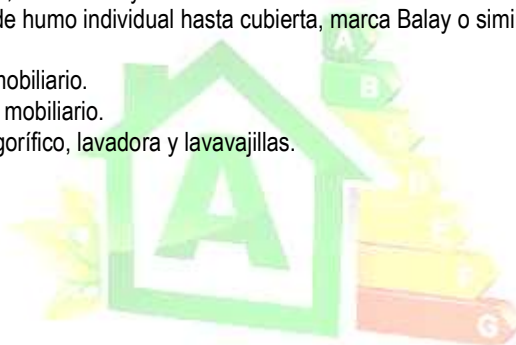 de humo individual hasta cubierta, marca Balay o simi
mobiliario.
mobiliario.
gorífico, lavadora y lavavajillas.
A
B
C
D
E
F
G
A